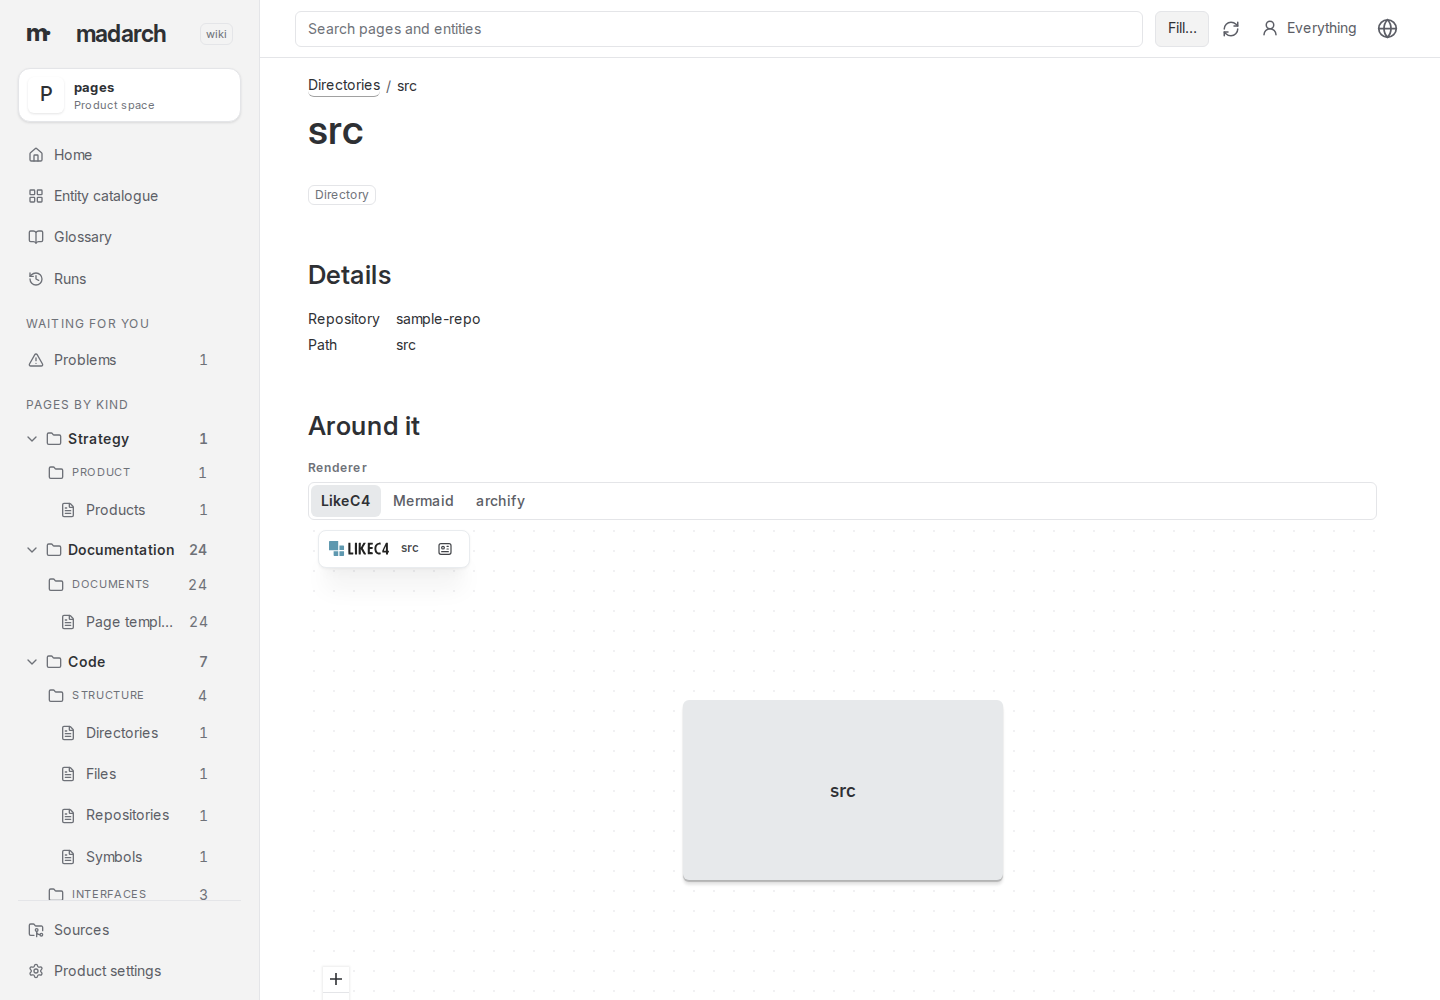 m madarch wiki
P pages
Product space
Home
Entity catalogue
Glossary
Runs
WAITING FOR YOU
Problems 1
PAGES BY KIND
Strategy 1
PRODUCT 1
Products 1
Documentation 24
DOCUMENTS 24
Page templ... 24
Code 7
STRUCTURE 4
Directories 1
Files 1
Repositories 1
Symbols 1
INTERFACES 3
Sources
Product settings
Search pages and entities
Fill...
Everything
Directories / src
src
Directory
Details
Repository sample-repo
Path src
Around it
Renderer
LikeC4 Mermaid archify
LIKEC4 src
src